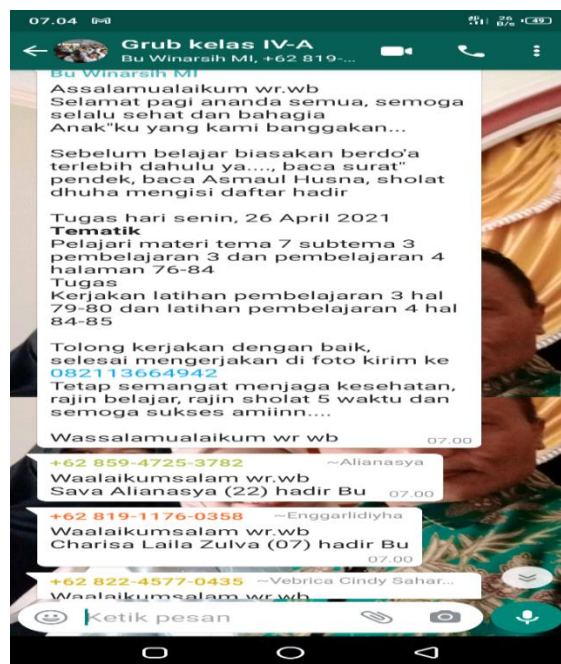 07.04
26 B/s 49
Grub kelas IV-A
Bu Winarsih MI, +62 819-...
Bu Winarsih MI
Assalamualaikum wr.wb
Selamat pagi ananda semua, semoga
selalu sehat dan bahagia
Anak"ku yang kami banggakan...
Sebelum belajar biasakan berdo'a
terlebih dahulu ya...., baca surat"
pendek, baca Asmaul Husna, sholat
dhuha mengisi daftar hadir
Tugas hari senin, 26 April 2021
Tematik
Pelajari materi tema 7 subtema 3
pembelajaran 3 dan pembelajaran 4
halaman 76-84
Tugas
Kerjakan latihan pembelajaran 3 hal
79-80 dan latihan pembelajaran 4 hal
84-85
Tolong kerjakan dengan baik,
selesai mengerjakan di foto kirim ke
082113664942
Tetap semangat menjaga kesehatan,
rajin belajar, rajin sholat 5 waktu dan
semoga sukses amiinn....
Wassalamualaikum wr wb 07.00
+62 859-4725-3782 ~Alianasya
Waalaikumsalam wr.wb
Sava Alianasya (22) hadir Bu 07.00
+62 819-1176-0358 ~Enggarlidiyha
Waalaikumsalam wr.wb
Charisa Laila Zulva (07) hadir Bu
07.00
+62 822-4577-0435 ~Vebrica Cindy Sahar...
Waalaikumsalam wr.wb
Ketik pesan